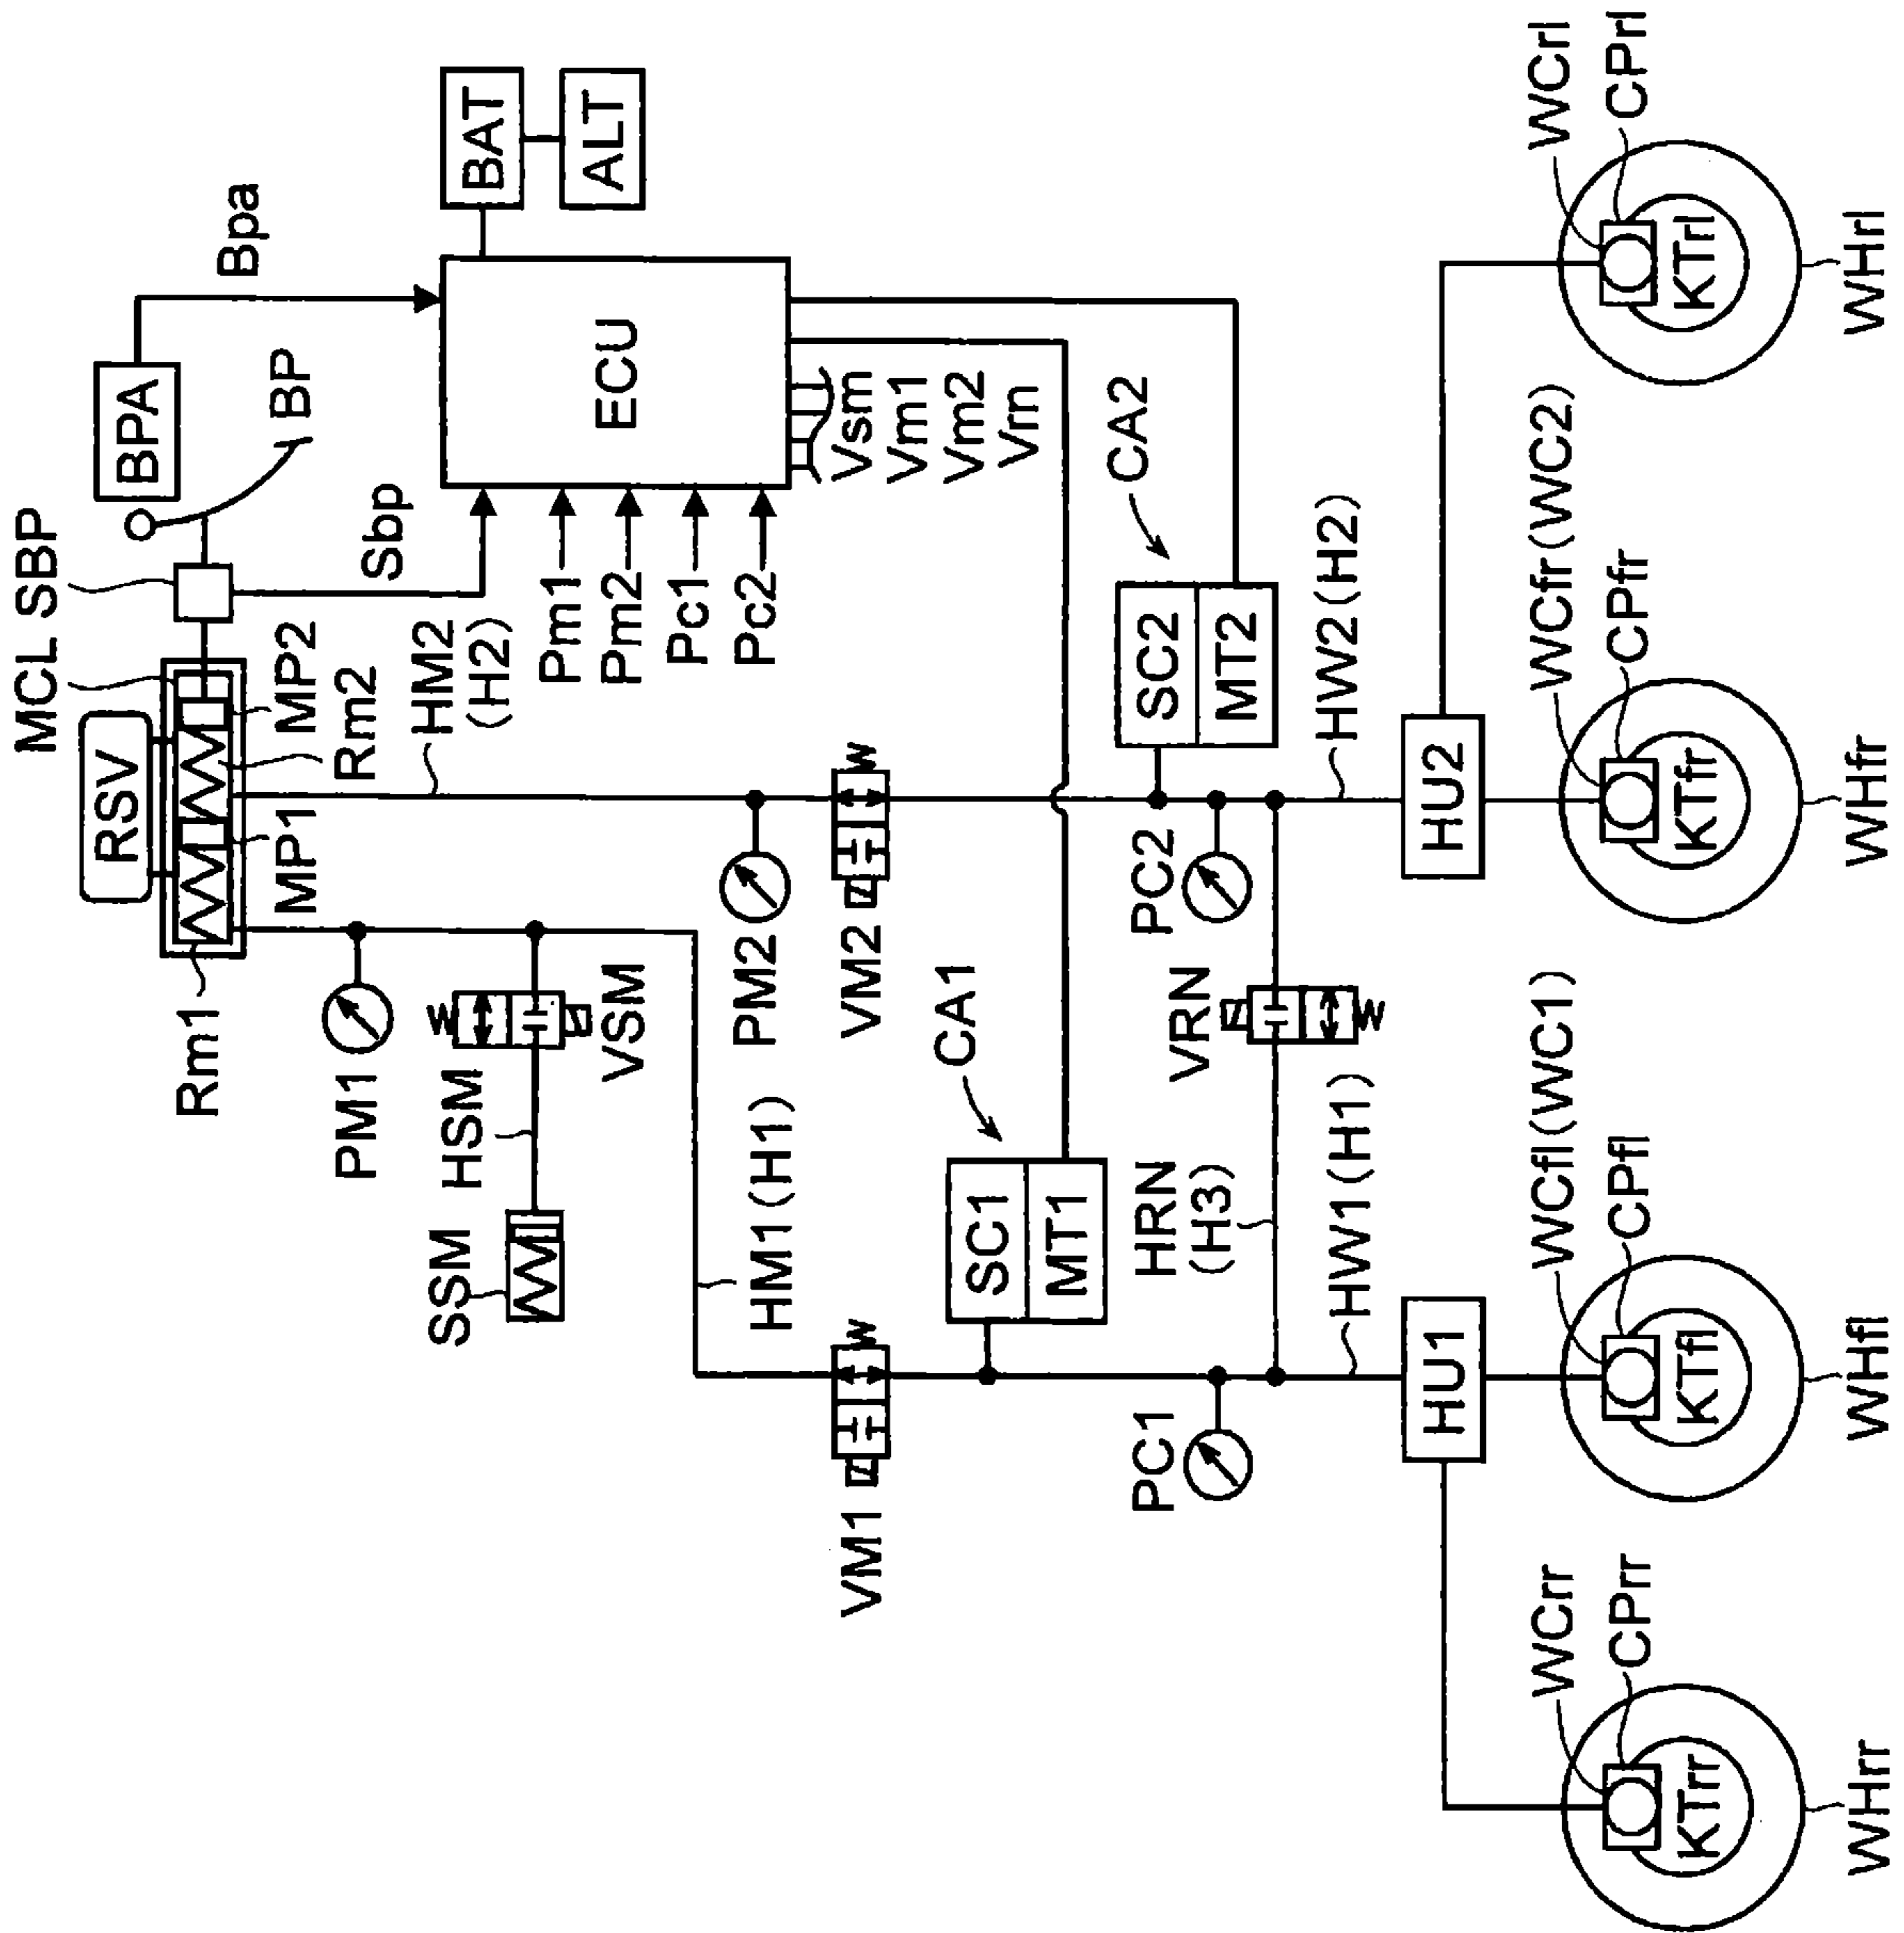 MCL SBP
RSV
BPA
Bpa
BP
BAT
ALT
ECU
Sbp
Pm1
Pm2
Pc1
Pc2
Vsm
Vm1
Vm2
Vrn
MP2
Rm2
MP1
Rm1
HM2
(H2)
PM1
HSM
VSM
SSM
HM1(H1)
PM2
VM2
VM1
CA1
SC1
MT1
CA2
SC2
MT2
PC2
PC1
VRN
HRN
(H3)
HW2(H2)
HW1(H1)
HU2
HU1
WCrr
CPrr
KTrr
WHrr
WCfl(WC1)
CPfl
KTfl
WHfl
WCfr(WC2)
CPfr
KTfr
WHfr
WCrl
CPrl
KTrl
WHrl